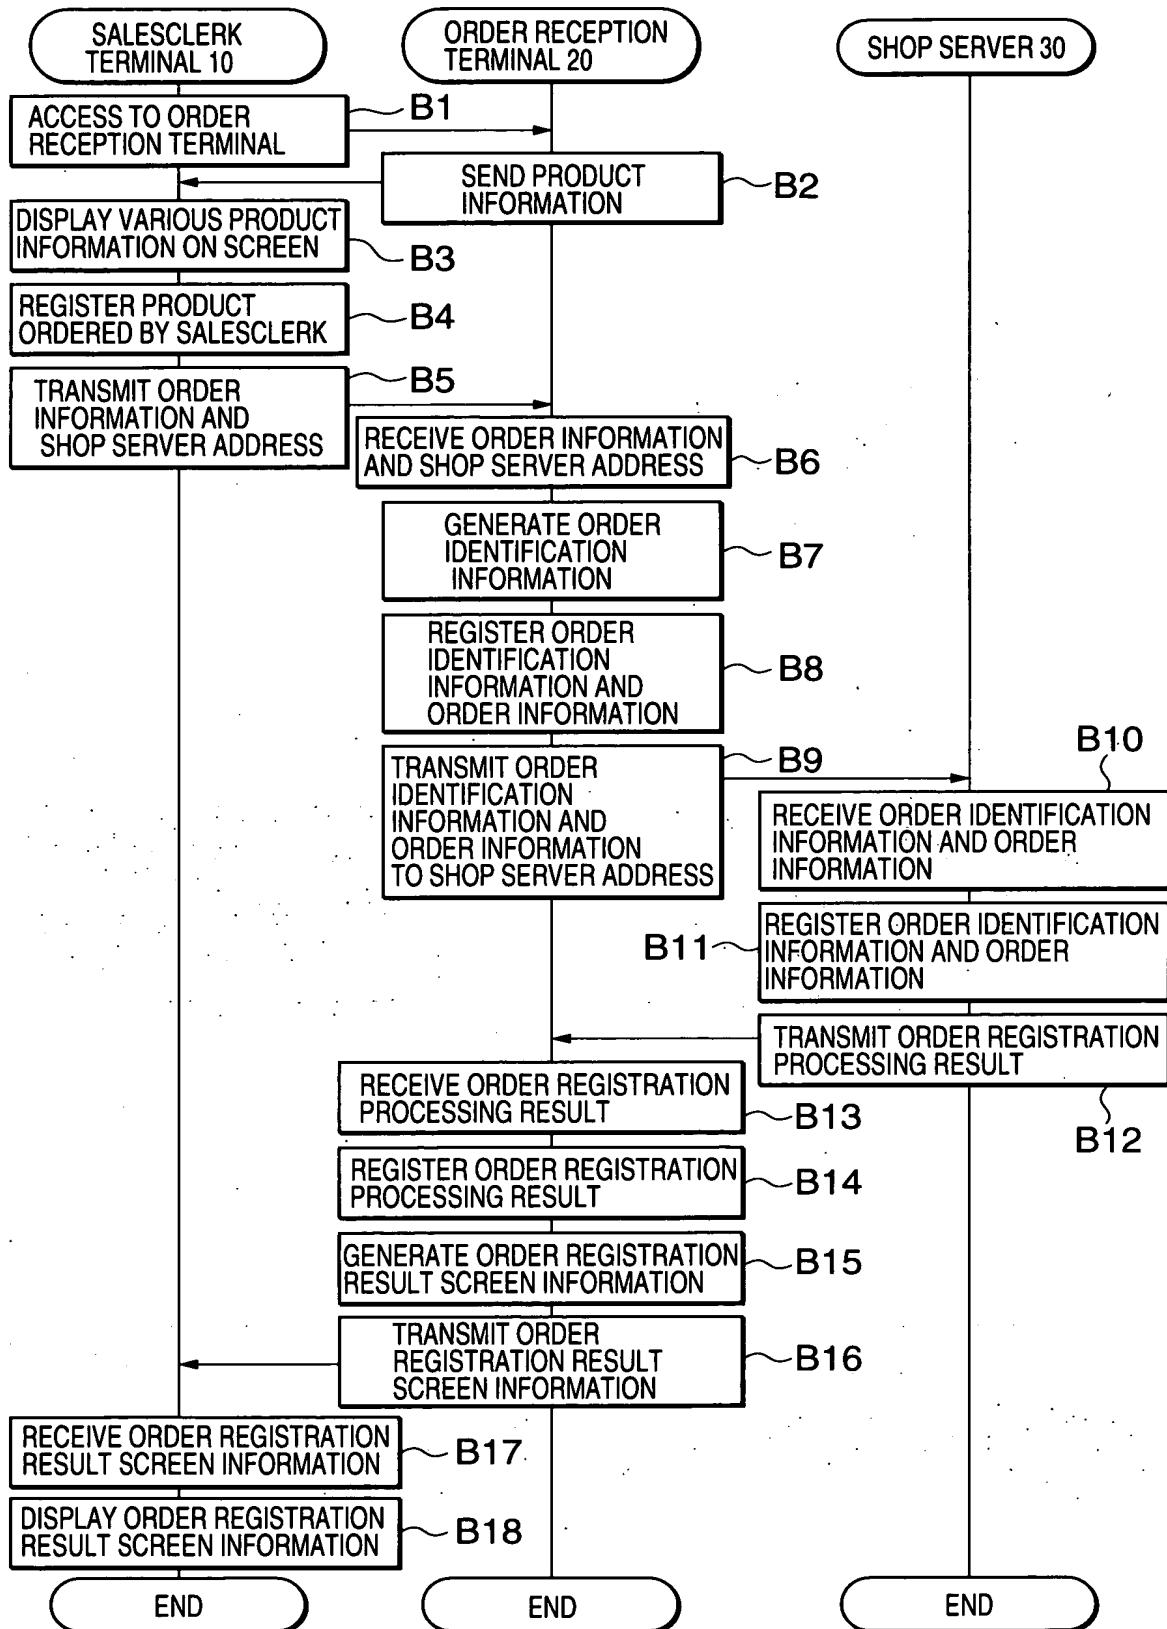 SALESCLERK
TERMINAL 10
ORDER RECEPTION
TERMINAL 20
SHOP SERVER 30
ACCESS TO ORDER
RECEPTION TERMINAL
B1
SEND PRODUCT
INFORMATION
B2
DISPLAY VARIOUS PRODUCT
INFORMATION ON SCREEN
B3
REGISTER PRODUCT
ORDERED BY SALESCLERK
B4
TRANSMIT ORDER
INFORMATION AND
SHOP SERVER ADDRESS
B5
RECEIVE ORDER INFORMATION
AND SHOP SERVER ADDRESS
B6
GENERATE ORDER
IDENTIFICATION
INFORMATION
B7
REGISTER ORDER
IDENTIFICATION
INFORMATION AND
ORDER INFORMATION
B8
TRANSMIT ORDER
IDENTIFICATION
INFORMATION AND
ORDER INFORMATION
TO SHOP SERVER ADDRESS
B9
B10
RECEIVE ORDER IDENTIFICATION
INFORMATION AND ORDER
INFORMATION
B11
REGISTER ORDER IDENTIFICATION
INFORMATION AND ORDER
INFORMATION
TRANSMIT ORDER REGISTRATION
PROCESSING RESULT
B12
RECEIVE ORDER REGISTRATION
PROCESSING RESULT
B13
REGISTER ORDER REGISTRATION
PROCESSING RESULT
B14
GENERATE ORDER REGISTRATION
RESULT SCREEN INFORMATION
B15
TRANSMIT ORDER
REGISTRATION RESULT
SCREEN INFORMATION
B16
RECEIVE ORDER REGISTRATION
RESULT SCREEN INFORMATION
B17
DISPLAY ORDER REGISTRATION
RESULT SCREEN INFORMATION
B18
END
END
END